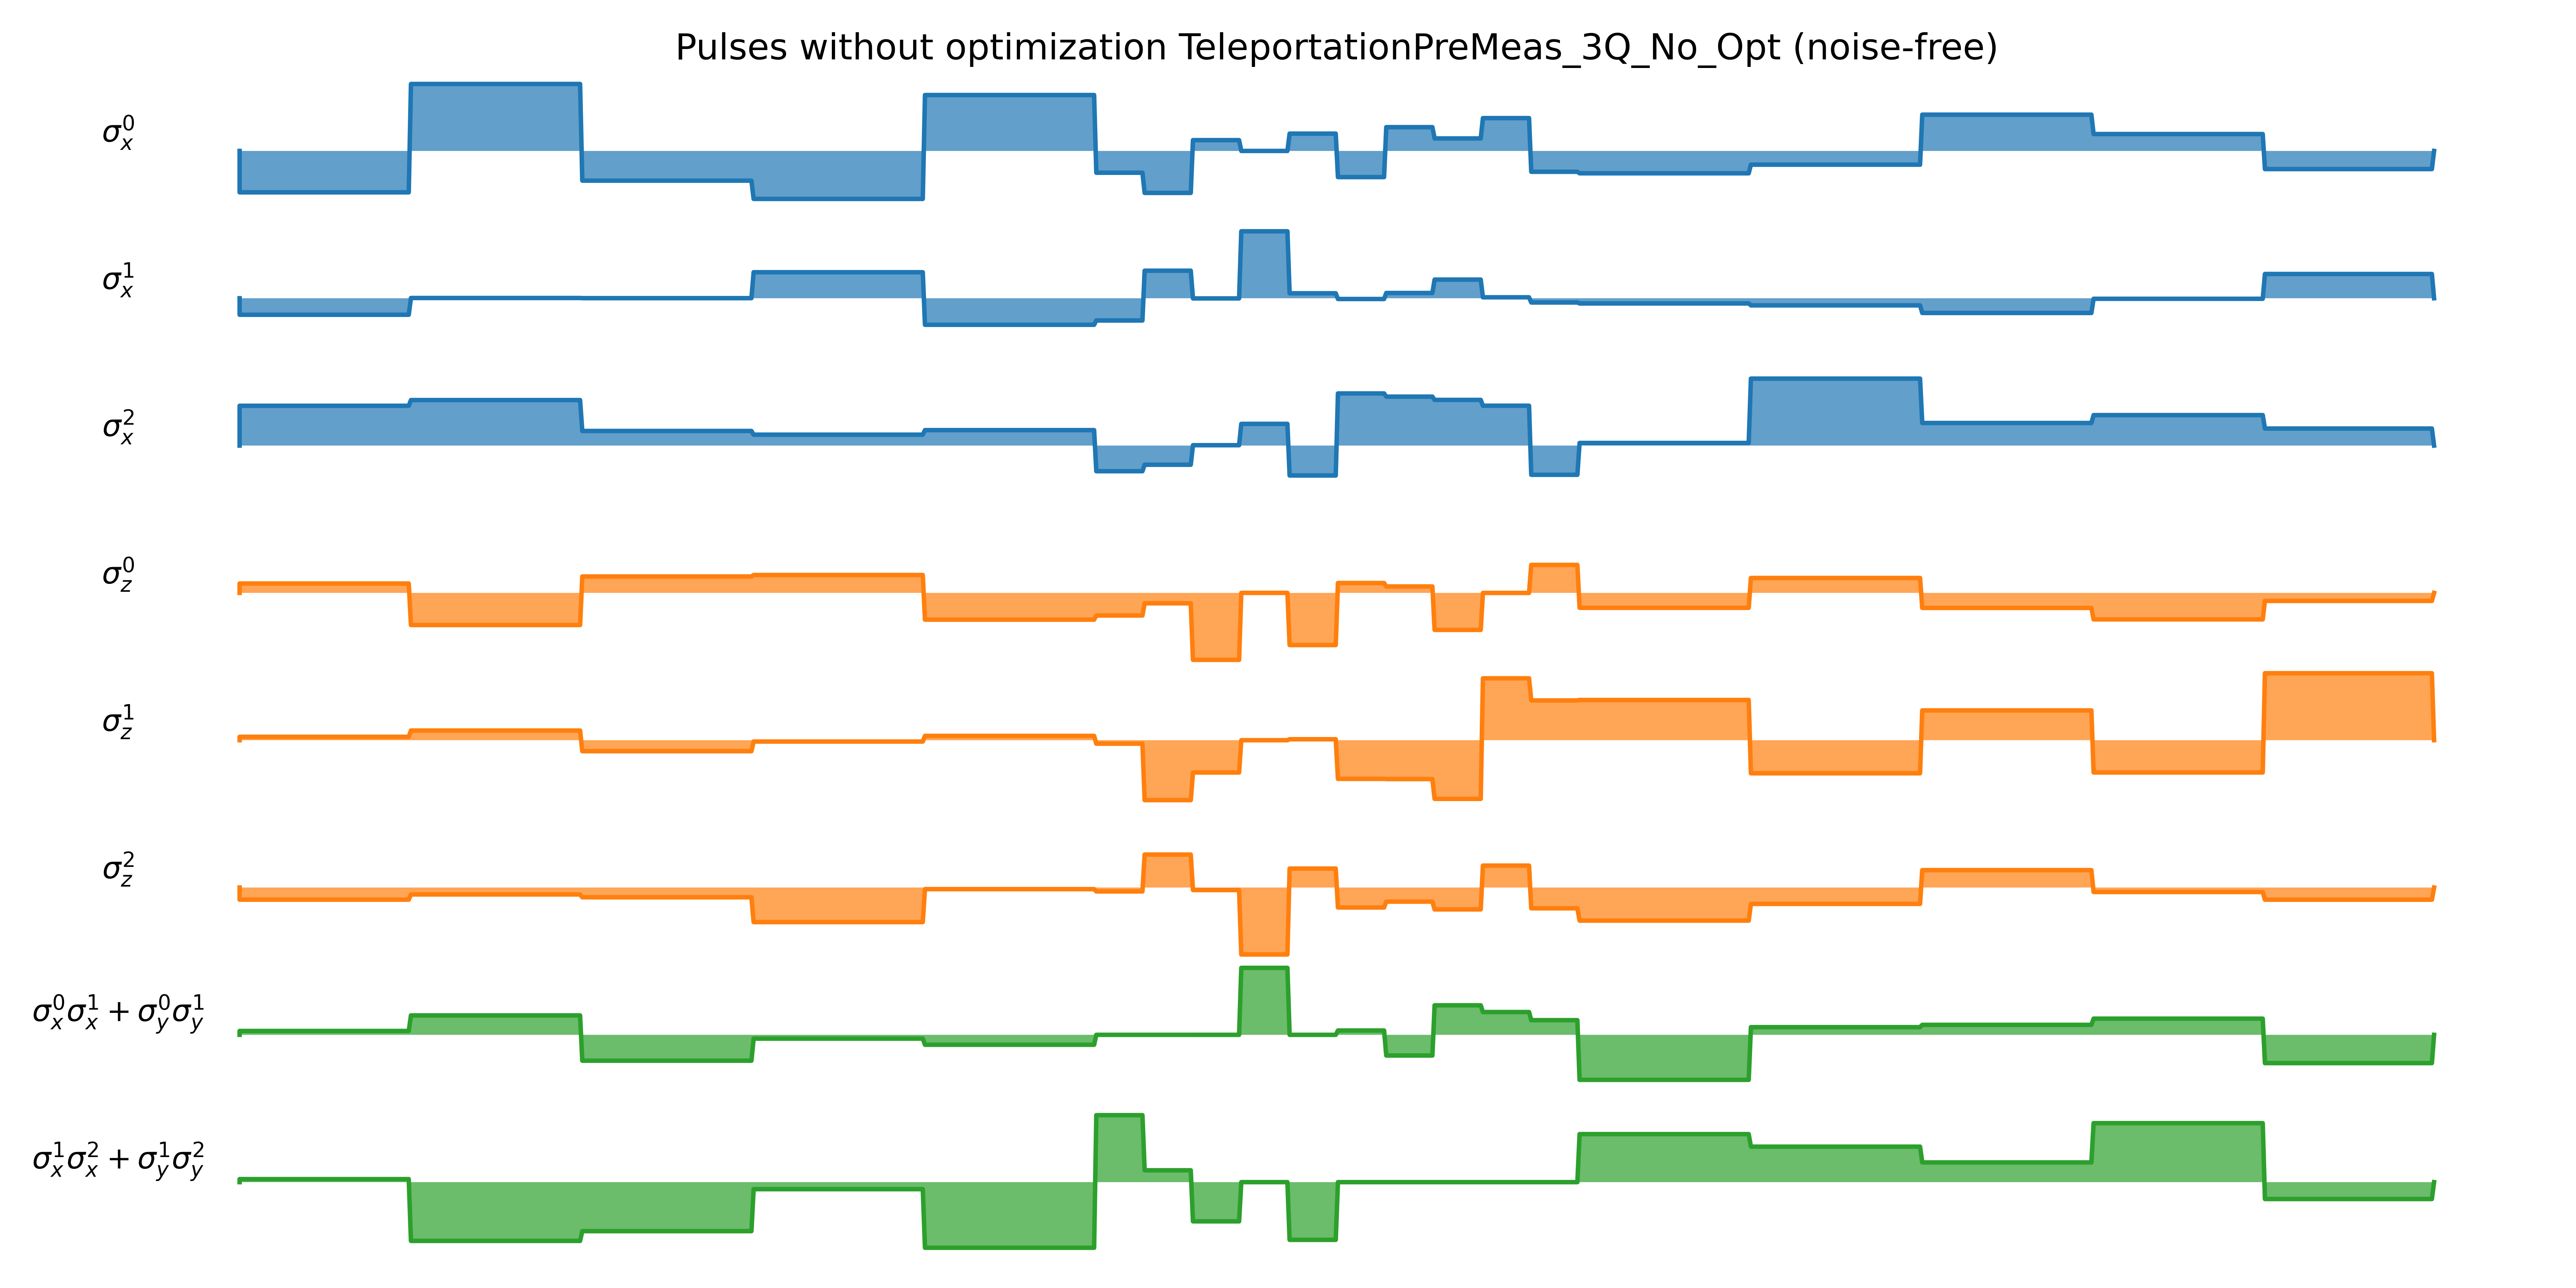 Pulses without optimization TeleportationPreMeas_3Q_No_Opt (noise-free)
σ_x^0
σ_x^1
σ_x^2
σ_z^0
σ_z^1
σ_z^2
σ_x^0σ_x^1 + σ_y^0σ_y^1
σ_x^1σ_x^2 + σ_y^1σ_y^2